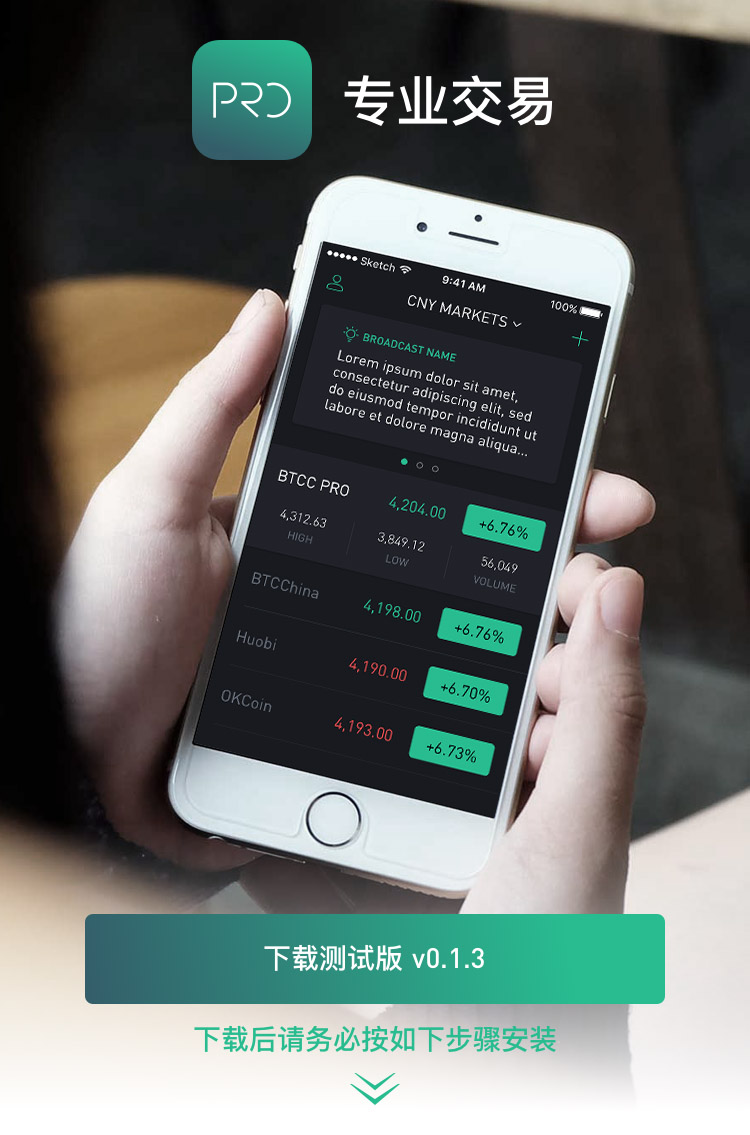 PRO
专业交易
Sketch
9:41 AM
100%
CNY MARKETS
BROADCAST NAME
Lorem ipsum dolor sit amet,
consectetur adipiscing elit, sed
do eiusmod tempor incididunt ut
labore et dolore magna aliqua...
BTCC PRO 4,204.00 +6.76%
4,312.63 3,849.12 56,049
HIGH LOW VOLUME
BTCChina 4,198.00 +6.76%
Huobi 4,190.00 +6.70%
OKCoin 4,193.00 +6.73%
下载测试版 v0.1.3
下载后请务必按如下步骤安装